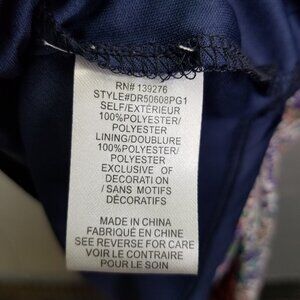 RN# 139276
STYLE#DR50608PG1
SELF/EXTÉRIEUR
100%POLYESTER/
POLYESTER
LINING/DOUBLURE
100%POLYESTER/
POLYESTER
EXCLUSIVE OF
DECORATION
/ SANS MOTIFS
DÉCORATIFS
MADE IN CHINA
FABRIQUÉ EN CHINE
SEE REVERSE FOR CARE
VOIR LE CONTRAIRE
POUR LE SOIN